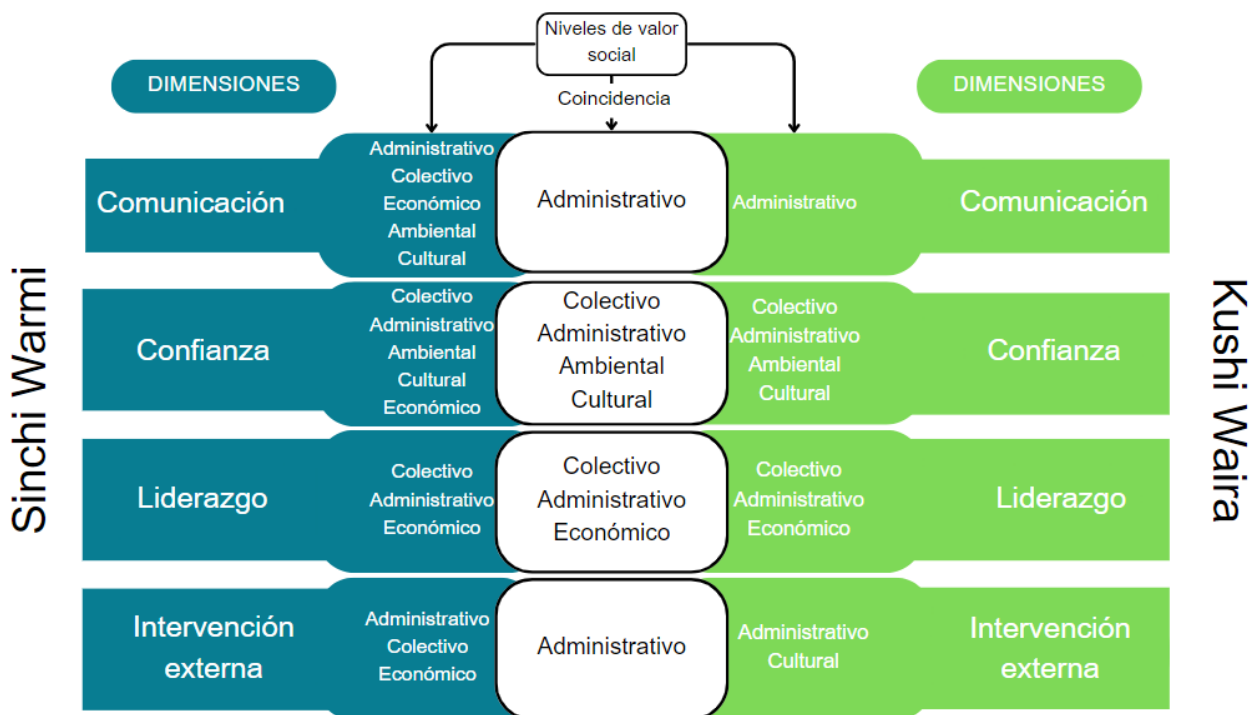 Niveles de valor
social
DIMENSIONES
DIMENSIONES
Coincidencia
Sinchi Warmi
Comunicación
Administrativo
Colectivo
Económico
Ambiental
Cultural
Administrativo
Administrativo
Comunicación
Confianza
Colectivo
Administrativo
Ambiental
Cultural
Económico
Colectivo
Administrativo
Ambiental
Cultural
Colectivo
Administrativo
Ambiental
Cultural
Confianza
Liderazgo
Colectivo
Administrativo
Económico
Colectivo
Administrativo
Económico
Colectivo
Administrativo
Económico
Liderazgo
Intervención
externa
Administrativo
Colectivo
Económico
Administrativo
Administrativo
Cultural
Intervención
externa
Kushi Waira